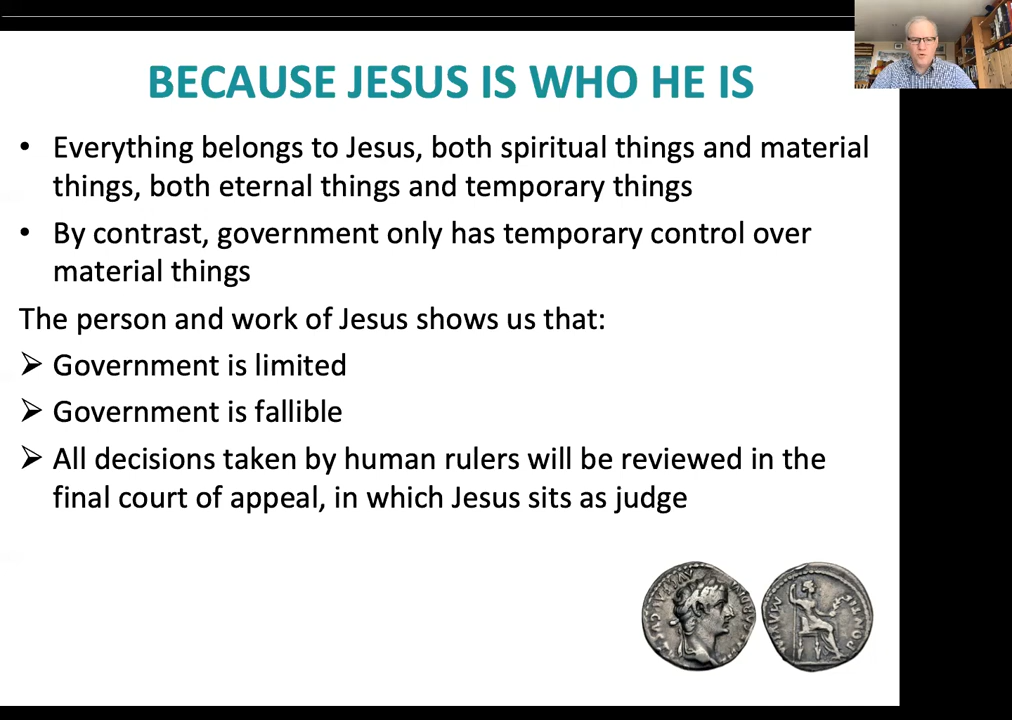 BECAUSE JESUS IS WHO HE IS
• Everything belongs to Jesus, both spiritual things and material
things, both eternal things and temporary things
• By contrast, government only has temporary control over
material things
The person and work of Jesus shows us that:
➢ Government is limited
➢ Government is fallible
➢ All decisions taken by human rulers will be reviewed in the
final court of appeal, in which Jesus sits as judge
MAXIM
PONTIF